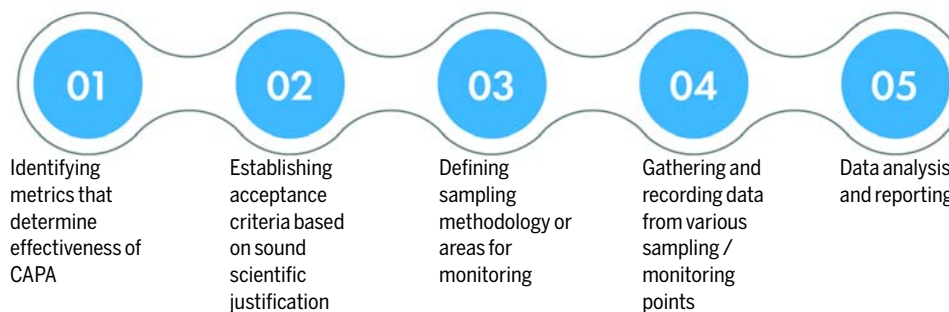 01
Identifying
metrics that
determine
effectiveness of
CAPA
02
Establishing
acceptance
criteria based
on sound
scientific
justification
03
Defining
sampling
methodology or
areas for
monitoring
04
Gathering and
recording data
from various
sampling /
monitoring
points
05
Data analysis
and reporting